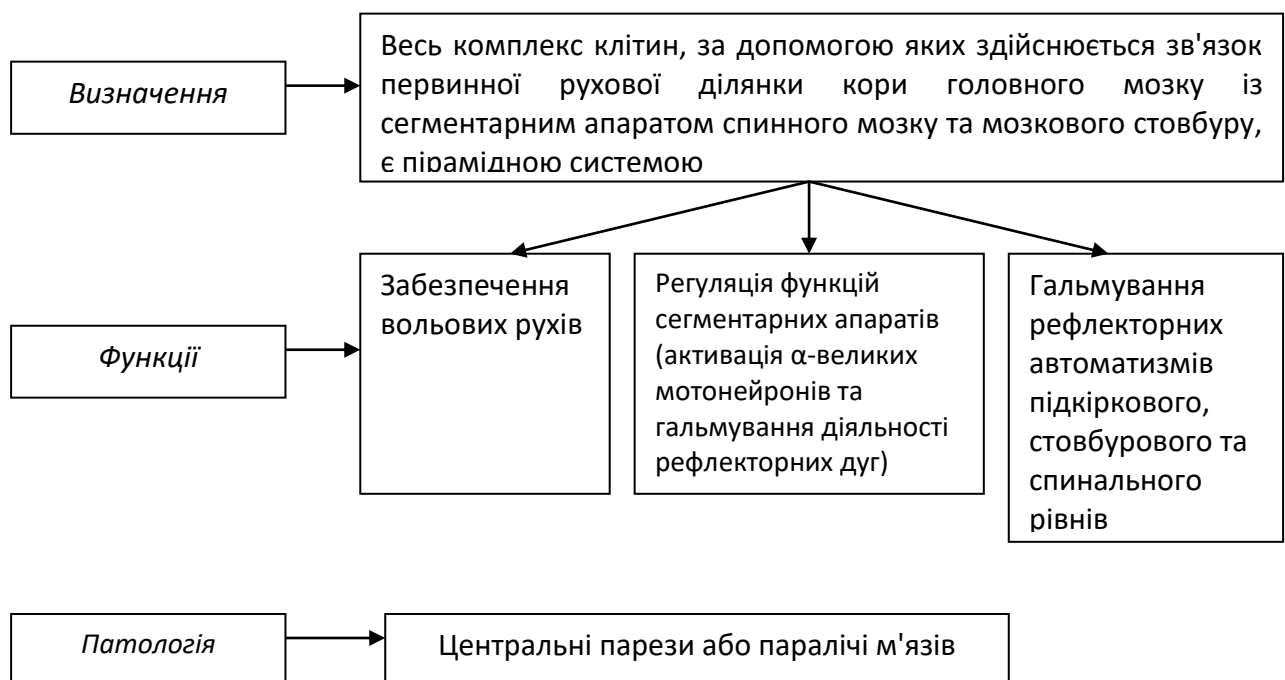 Визначення
Весь комплекс клітин, за допомогою яких здійснюється зв'язок
первинної рухової ділянки кори головного мозку із
сегментарним апаратом спинного мозку та мозкового стовбуру,
є пірамідною системою
Функції
Забезпечення
вольових рухів
Регуляція функцій
сегментарних апаратів
(активація α-великих
мотонейронів та
гальмування діяльності
рефлекторних дуг)
Гальмування
рефлекторних
автоматизмів
підкіркового,
стовбурового та
спинального
рівнів
Патологія
Центральні парези або паралічі м'язів